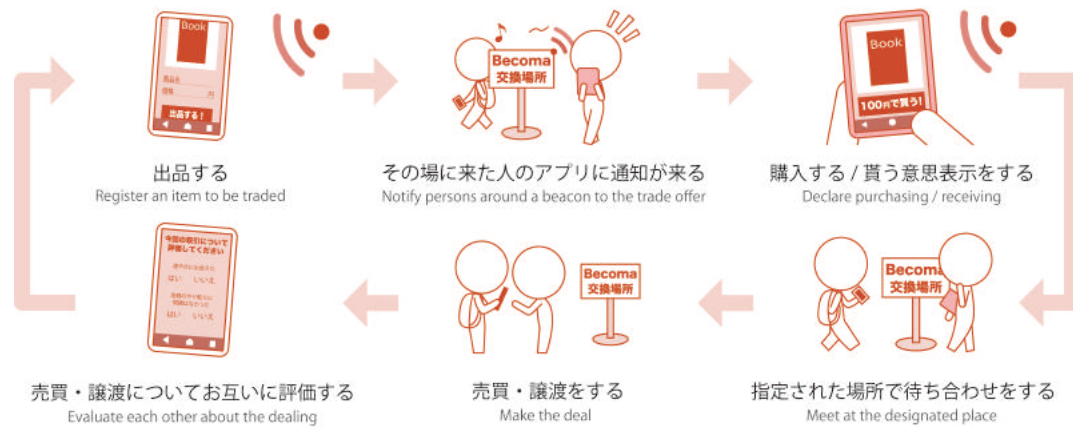 Book
商品名
価格 円
出品する！
Becoma
交換場所
Book
100円で買う！
出品する
Register an item to be traded
その場に来た人のアプリに通知が来る
Notify persons around a beacon to the trade offer
購入する / 貰う意思表示をする
Declare purchasing / receiving
今回の取引について
評価してください
はい いいえ
はい いいえ
Becoma
交換場所
Becoma
交換場所
売買・譲渡についてお互いに評価する
Evaluate each other about the dealing
売買・譲渡をする
Make the deal
指定された場所で待ち合わせをする
Meet at the designated place